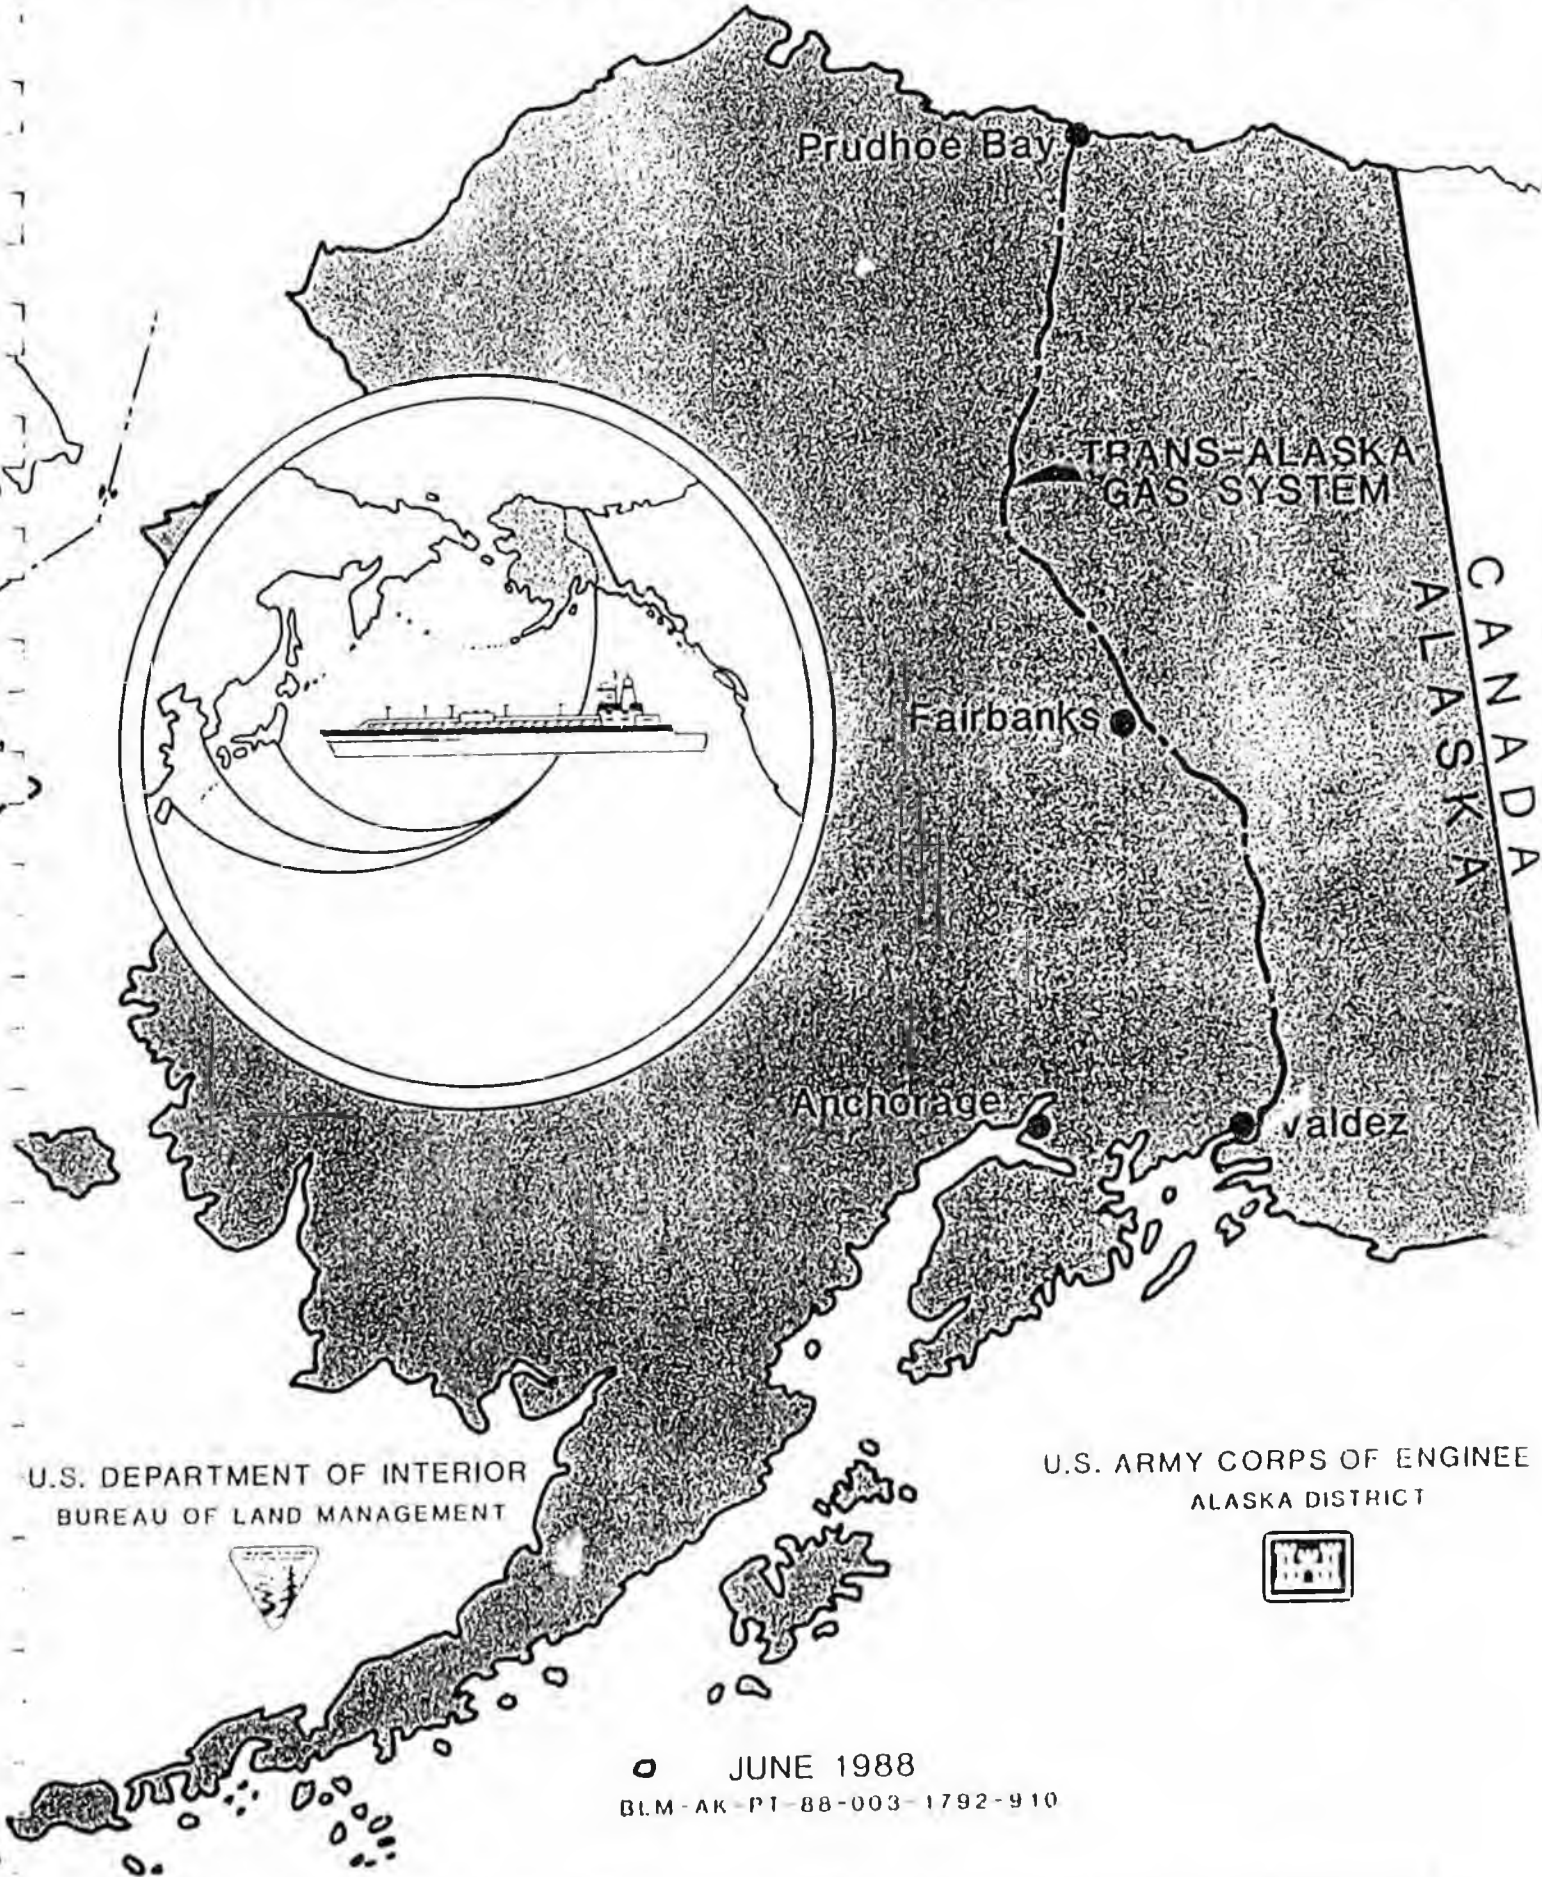 Prudhoe Bay
TRANS-ALASKA
GAS SYSTEM
CANADA
ALASKA
Fairbanks
Anchorage
Valdez
U.S. DEPARTMENT OF INTERIOR
BUREAU OF LAND MANAGEMENT
U.S. ARMY CORPS OF ENGINEE
ALASKA DISTRICT
JUNE 1988
BLM-AK-PT-88-003-1792-910